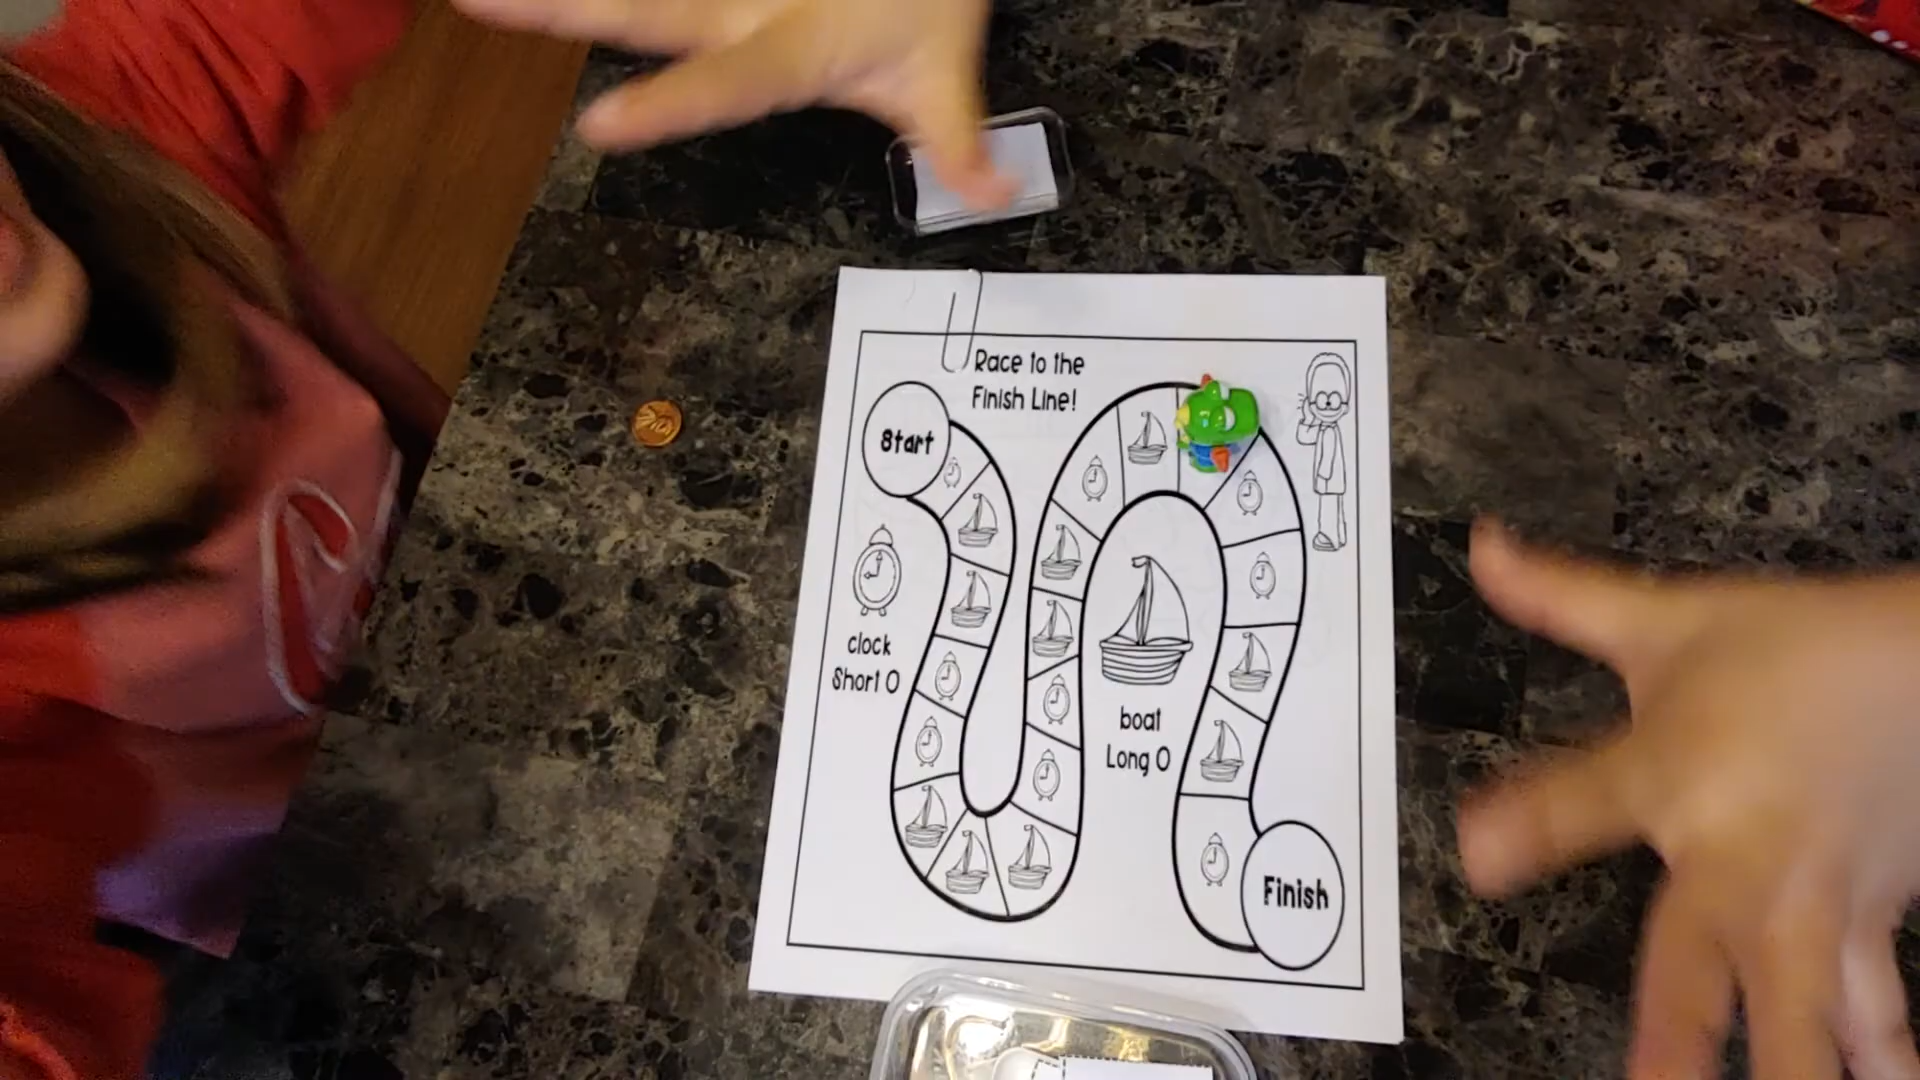 Race to the
Finish Line!
Start
clock
Short O
boat
Long O
Finish